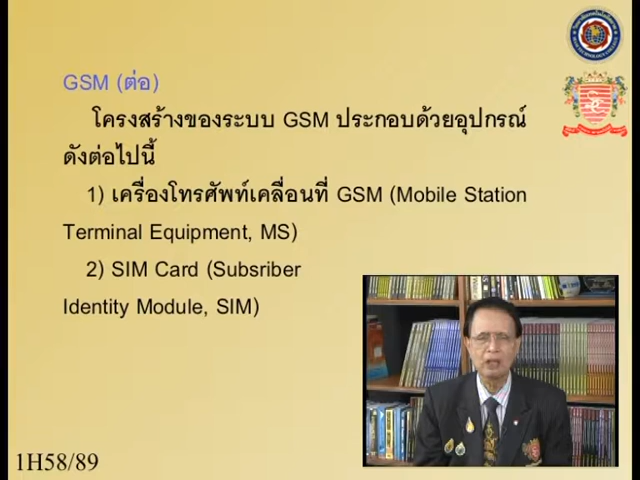 GSM (ต่อ)
โครงสร้างของระบบ GSM ประกอบด้วยอุปกรณ์
ดังต่อไปนี้
1) เครื่องโทรศัพท์เคลื่อนที่ GSM (Mobile Station
Terminal Equipment, MS)
2) SIM Card (Subsriber
Identity Module, SIM)
1H58/89